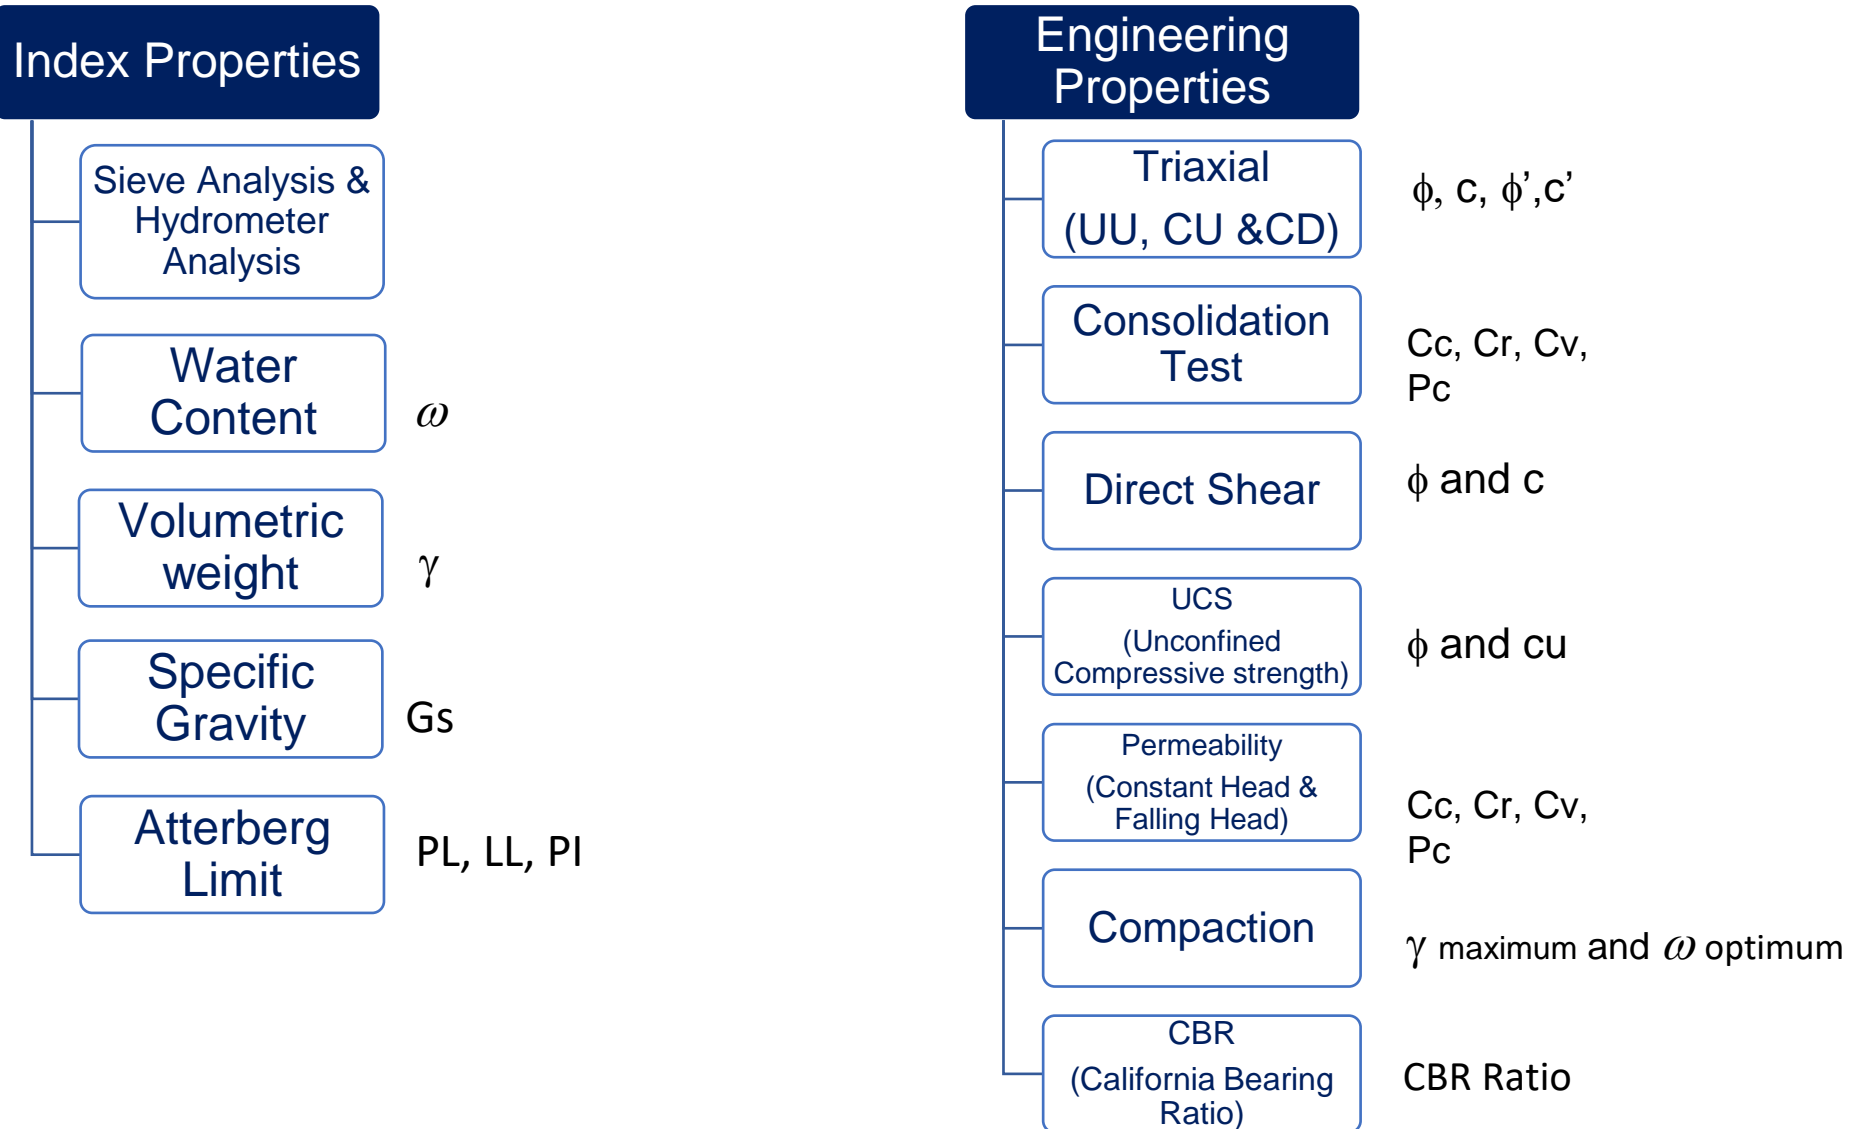 Index Properties
Sieve Analysis &
Hydrometer
Analysis
Water
Content
ω
Volumetric
weight
γ
Specific
Gravity
Gs
Atterberg
Limit
PL, LL, PI
Engineering
Properties
Triaxial
(UU, CU &CD)
ϕ, c, ϕ’,c’
Consolidation
Test
Cc, Cr, Cv,
Pc
Direct Shear
ϕ and c
UCS
(Unconfined
Compressive strength)
ϕ and cu
Permeability
(Constant Head &
Falling Head)
Cc, Cr, Cv,
Pc
Compaction
γ maximum and ω optimum
CBR
(California Bearing
Ratio)
CBR Ratio